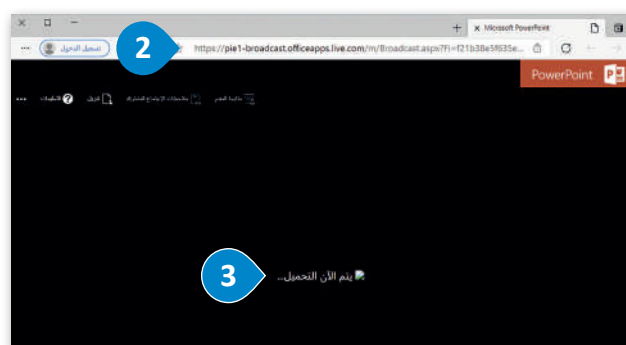 Microsoft PowerPoint
https://pie1-broadcast.officeapps.live.com/m/Broadcast.aspx?Fi=f21b38e5f635e...
تسجيل الدخول
2
PowerPoint
تنزيل
...
3
يتم الآن التحميل...